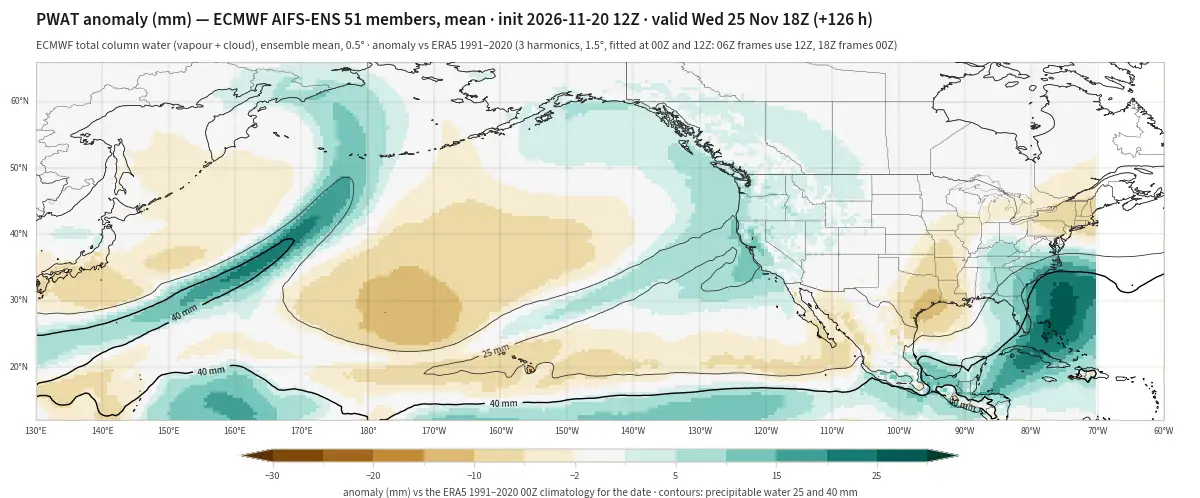 PWAT anomaly (mm) — ECMWF AIFS-ENS 51 members, mean · init 2026-11-20 12Z · valid Wed 25 Nov 18Z (+126 h)
ECMWF total column water (vapour + cloud), ensemble mean, 0.5° · anomaly vs ERA5 1991–2020 (3 harmonics, 1.5°, fitted at 00Z and 12Z: 06Z frames use 12Z, 18Z frames 00Z)
60°N
50°N
40°N
30°N
20°N
40 mm
25 mm
40 mm
40 mm
40 mm
130°E 140°E 150°E 160°E 170°E 180° 170°W 160°W 150°W 140°W 130°W 120°W 110°W 100°W 90°W 80°W 70°W 60°W
−30 −20 −10 −2 5 15 25
anomaly (mm) vs the ERA5 1991–2020 00Z climatology for the date · contours: precipitable water 25 and 40 mm